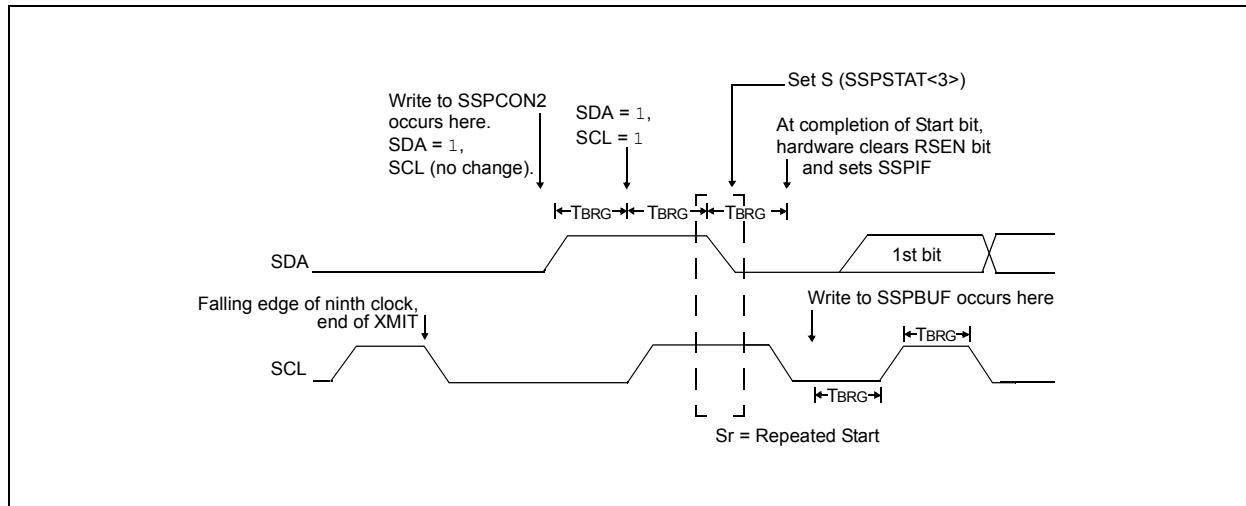 Write to SSPCON2
occurs here.
SDA = 1,
SCL (no change).
SDA = 1,
SCL = 1
Set S (SSPSTAT<3>)
At completion of Start bit,
hardware clears RSEN bit
and sets SSPIF
TBRG
TBRG
TBRG
SDA
1st bit
Falling edge of ninth clock,
end of XMIT
Write to SSPBUF occurs here
TBRG
SCL
TBRG
Sr = Repeated Start